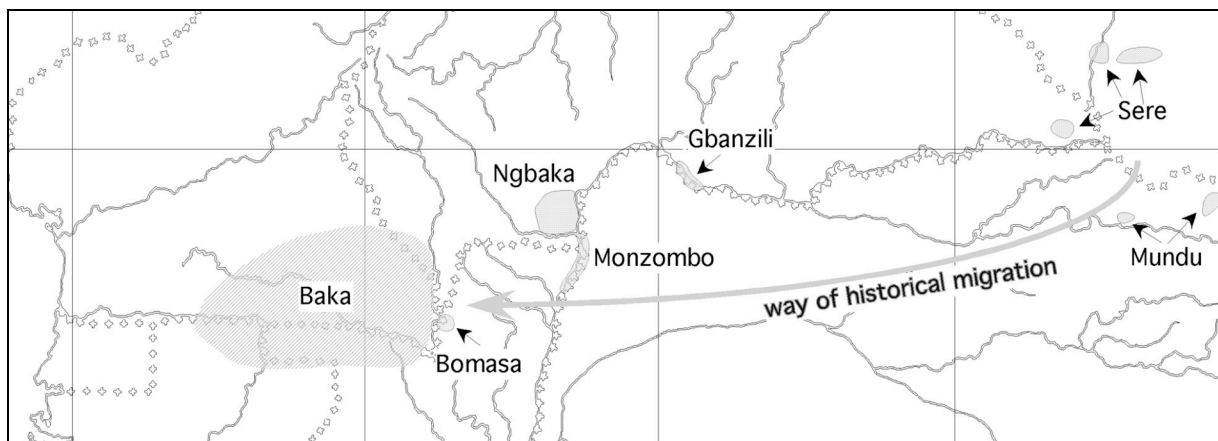 Sere
Gbanzili
Ngbaka
Monzombo
Mundu
way of historical migration
Baka
Bomasa